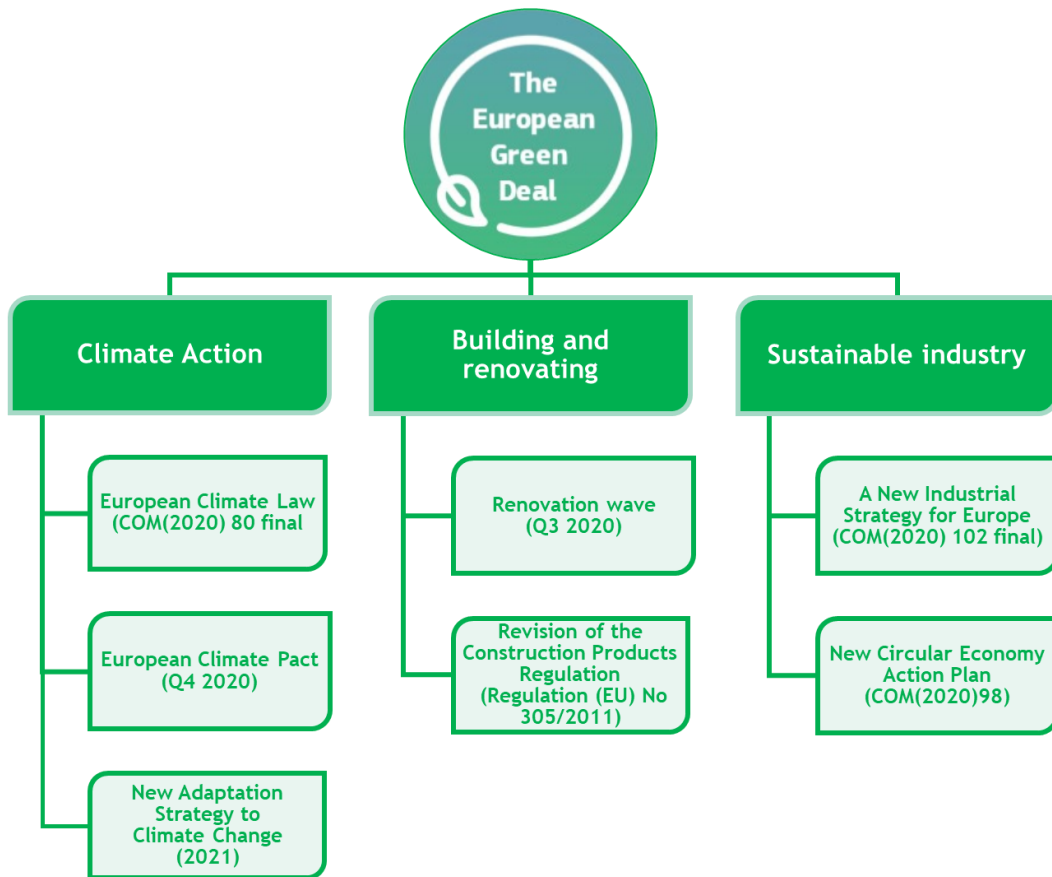 The
European
Green
Deal
Climate Action
European Climate Law
(COM(2020) 80 final
European Climate Pact
(Q4 2020)
New Adaptation
Strategy to
Climate Change
(2021)
Building and
renovating
Renovation wave
(Q3 2020)
Revision of the
Construction Products
Regulation
(Regulation (EU) No
305/2011)
Sustainable industry
A New Industrial
Strategy for Europe
(COM(2020) 102 final)
New Circular Economy
Action Plan
(COM(2020)98)